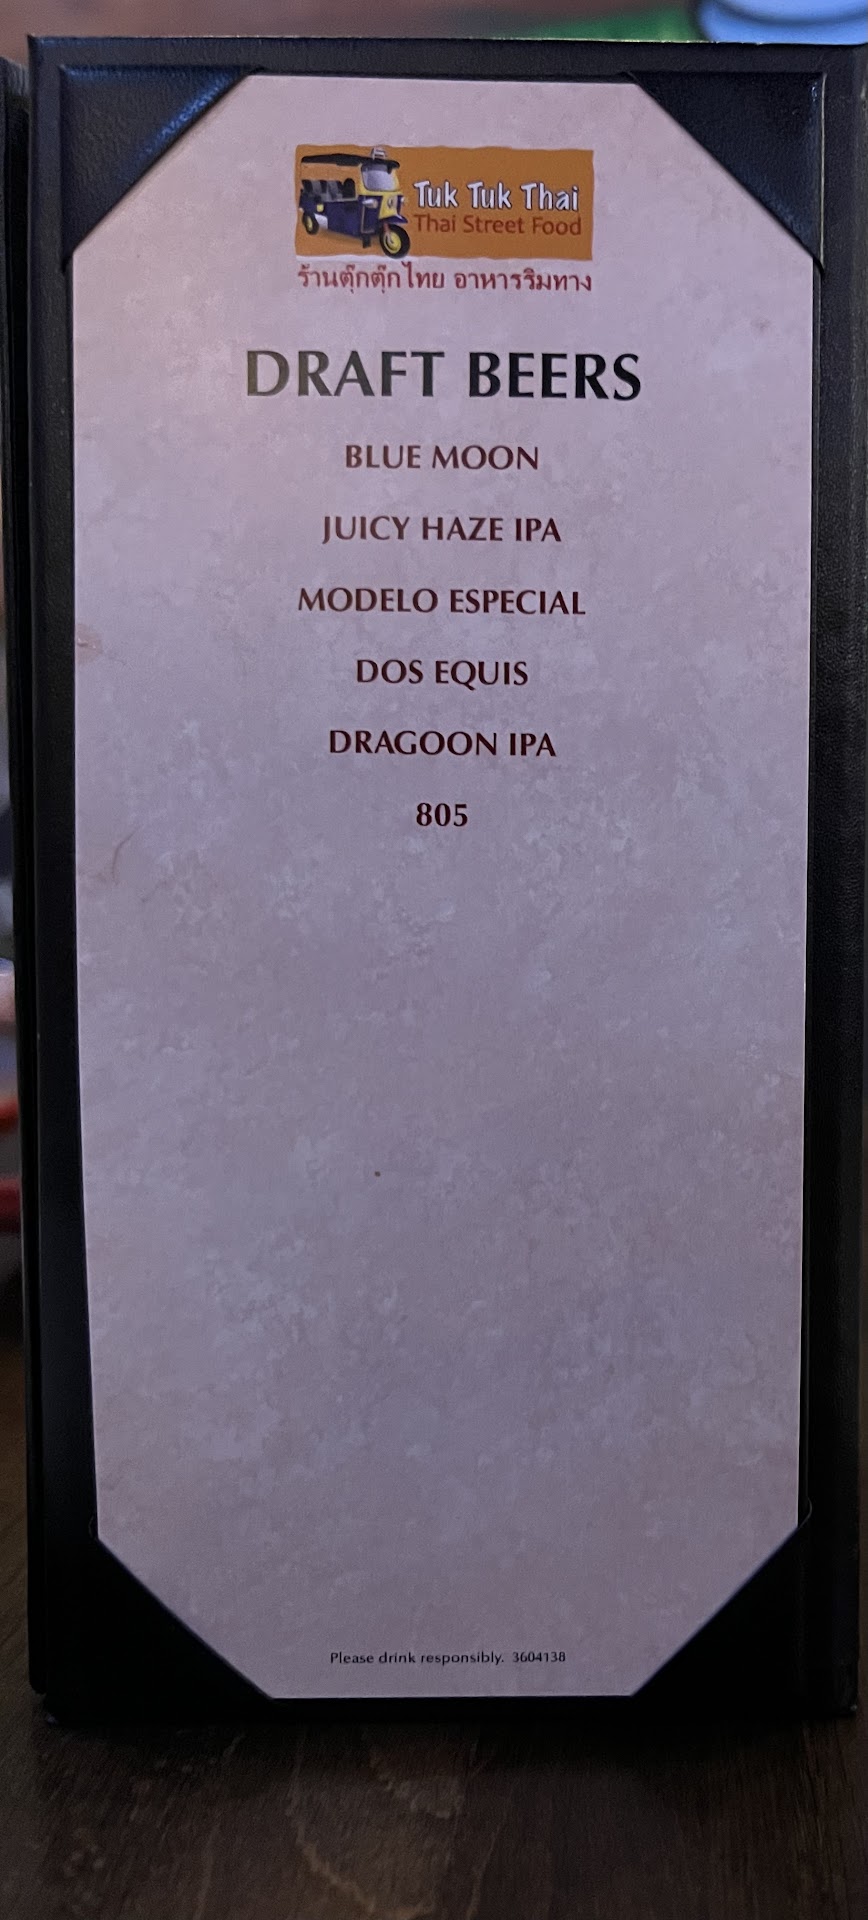 Tuk Tuk Thai
Thai Street Food
ร้านตุ๊กตุ๊กไทย อาหารริมทาง
DRAFT BEERS
BLUE MOON
JUICY HAZE IPA
MODELO ESPECIAL
DOS EQUIS
DRAGOON IPA
805
Please drink responsibly. 3604138